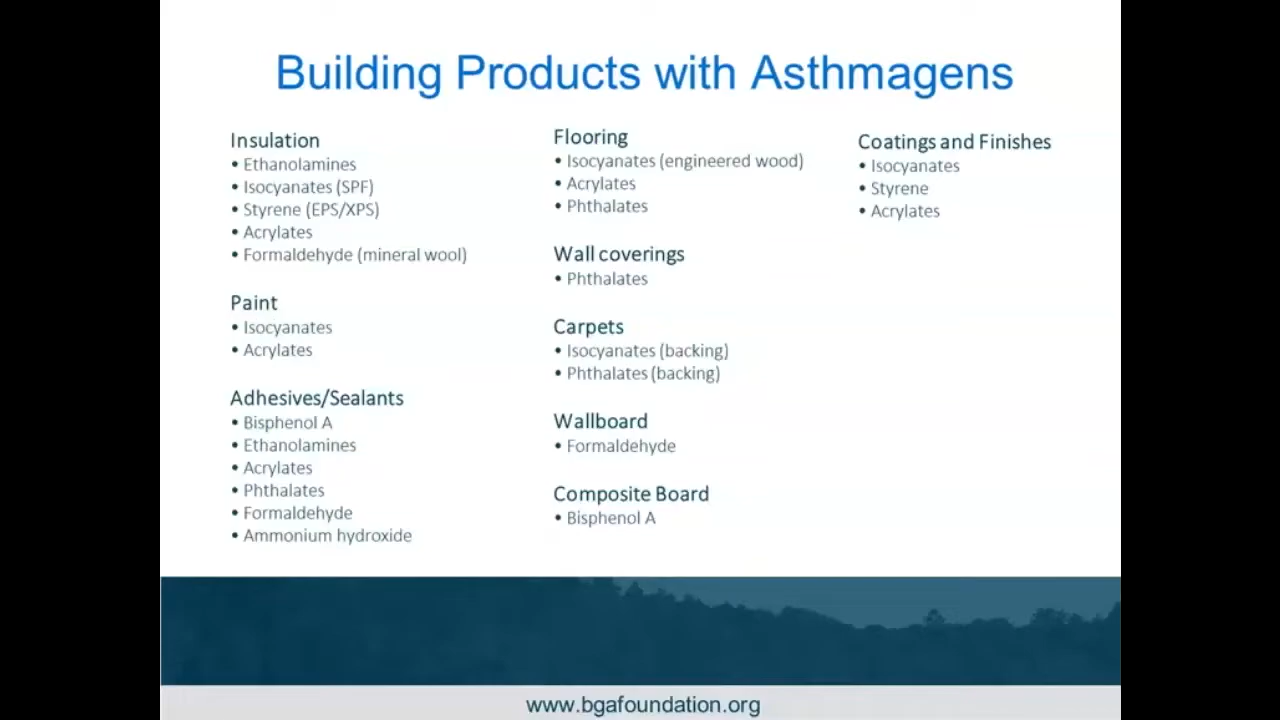 Building Products with Asthmagens
Insulation
• Ethanolamines
• Isocyanates (SPF)
• Styrene (EPS/XPS)
• Acrylates
• Formaldehyde (mineral wool)
Paint
• Isocyanates
• Acrylates
Adhesives/Sealants
• Bisphenol A
• Ethanolamines
• Acrylates
• Phthalates
• Formaldehyde
• Ammonium hydroxide
Flooring
• Isocyanates (engineered wood)
• Acrylates
• Phthalates
Wall coverings
• Phthalates
Carpets
• Isocyanates (backing)
• Phthalates (backing)
Wallboard
• Formaldehyde
Composite Board
• Bisphenol A
Coatings and Finishes
• Isocyanates
• Styrene
• Acrylates
www.bgafoundation.org